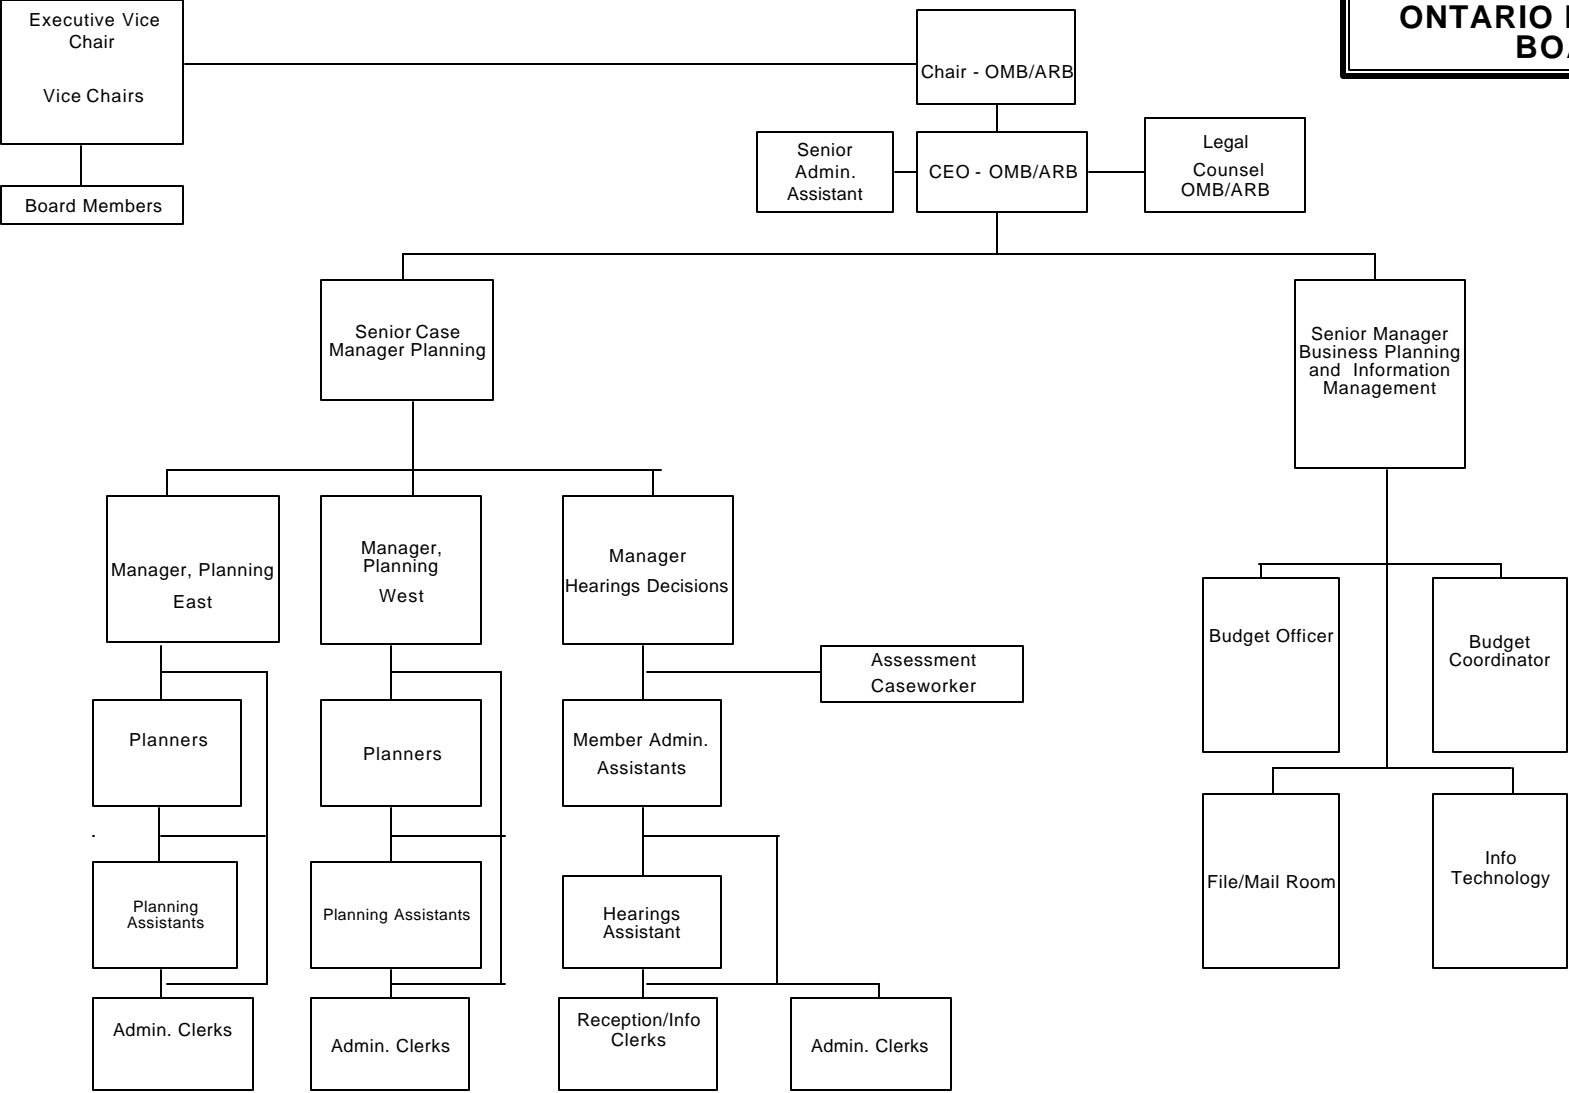 Executive Vice
Chair
Vice Chairs
Board Members
ONTARIO
Chair - OMB/ARB
Senior
Admin.
Assistant
CEO - OMB/ARB
Legal
Counsel
OMB/ARB
Senior Case
Manager Planning
Senior Manager
Business Planning
and Information
Management
Manager, Planning
East
Manager,
Planning
West
Manager
Hearings Decisions
Assessment
Caseworker
Budget Officer
Budget
Coordinator
Planners
Planners
Member Admin.
Assistants
File/Mail Room
Info
Technology
Planning
Assistants
Planning Assistants
Hearings
Assistant
Admin. Clerks
Admin. Clerks
Reception/Info
Clerks
Admin. Clerks